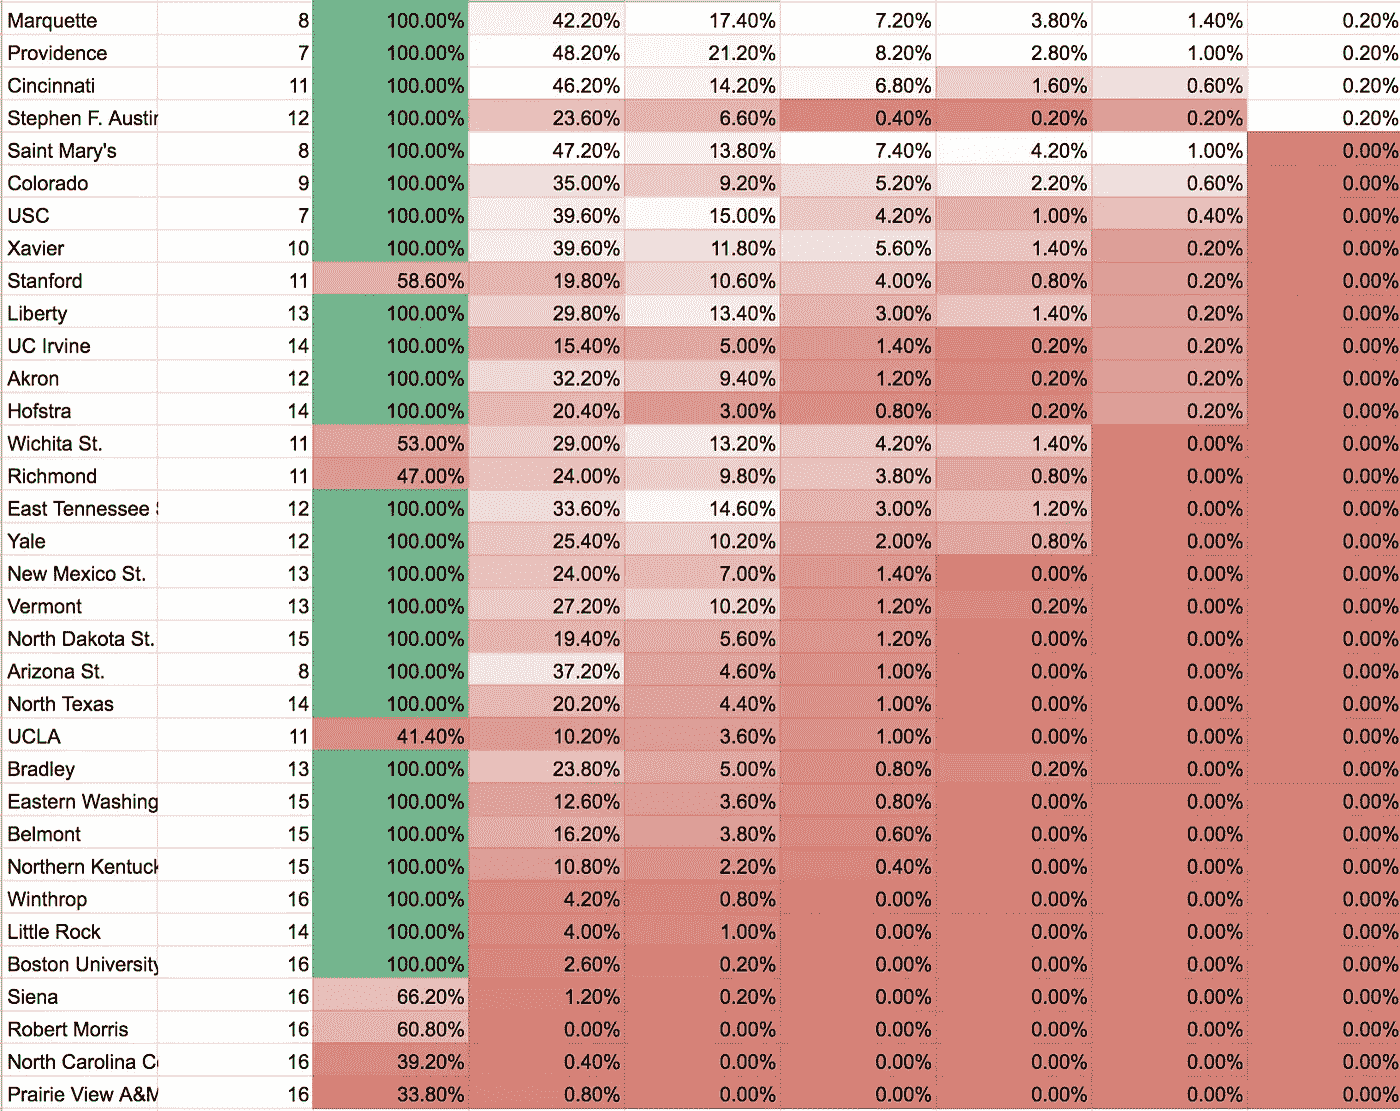 Marquette 8 100.00% 42.20% 17.40% 7.20% 3.80% 1.40% 0.20%
Providence 7 100.00% 48.20% 21.20% 8.20% 2.80% 1.00% 0.20%
Cincinnati 11 100.00% 46.20% 14.20% 6.80% 1.60% 0.60% 0.20%
Stephen F. Austin 12 100.00% 23.60% 6.60% 0.40% 0.20% 0.20% 0.20%
Saint Mary's 8 100.00% 47.20% 13.80% 7.40% 4.20% 1.00% 0.00%
Colorado 9 100.00% 35.00% 9.20% 5.20% 2.20% 0.60% 0.00%
USC 7 100.00% 39.60% 15.00% 4.20% 1.00% 0.40% 0.00%
Xavier 10 100.00% 39.60% 11.80% 5.60% 1.40% 0.20% 0.00%
Stanford 11 58.60% 19.80% 10.60% 4.00% 0.80% 0.20% 0.00%
Liberty 13 100.00% 29.80% 13.40% 3.00% 1.40% 0.20% 0.00%
UC Irvine 14 100.00% 15.40% 5.00% 1.40% 0.20% 0.20% 0.00%
Akron 12 100.00% 32.20% 9.40% 1.20% 0.20% 0.20% 0.00%
Hofstra 14 100.00% 20.40% 3.00% 0.80% 0.20% 0.20% 0.00%
Wichita St. 11 53.00% 29.00% 13.20% 4.20% 1.40% 0.00% 0.00%
Richmond 11 47.00% 24.00% 9.80% 3.80% 0.80% 0.00% 0.00%
East Tennessee 12 100.00% 33.60% 14.60% 3.00% 1.20% 0.00% 0.00%
Yale 12 100.00% 25.40% 10.20% 2.00% 0.80% 0.00% 0.00%
New Mexico St. 13 100.00% 24.00% 7.00% 1.40% 0.00% 0.00% 0.00%
Vermont 13 100.00% 27.20% 10.20% 1.20% 0.20% 0.00% 0.00%
North Dakota St. 15 100.00% 19.40% 5.60% 1.20% 0.00% 0.00% 0.00%
Arizona St. 8 100.00% 37.20% 4.60% 1.00% 0.00% 0.00% 0.00%
North Texas 14 100.00% 20.20% 4.40% 1.00% 0.00% 0.00% 0.00%
UCLA 11 41.40% 10.20% 3.60% 1.00% 0.00% 0.00% 0.00%
Bradley 13 100.00% 23.80% 5.00% 0.80% 0.20% 0.00% 0.00%
Eastern Washing 15 100.00% 12.60% 3.60% 0.80% 0.00% 0.00% 0.00%
Belmont 15 100.00% 16.20% 3.80% 0.60% 0.00% 0.00% 0.00%
Northern Kentuck 15 100.00% 10.80% 2.20% 0.40% 0.00% 0.00% 0.00%
Winthrop 16 100.00% 4.20% 0.80% 0.00% 0.00% 0.00% 0.00%
Little Rock 14 100.00% 4.00% 1.00% 0.00% 0.00% 0.00% 0.00%
Boston University 16 100.00% 2.60% 0.20% 0.00% 0.00% 0.00% 0.00%
Siena 16 66.20% 1.20% 0.20% 0.00% 0.00% 0.00% 0.00%
Robert Morris 16 60.80% 0.00% 0.00% 0.00% 0.00% 0.00% 0.00%
North Carolina C 16 39.20% 0.40% 0.00% 0.00% 0.00% 0.00% 0.00%
Prairie View A&M 16 33.80% 0.80% 0.00% 0.00% 0.00% 0.00% 0.00%